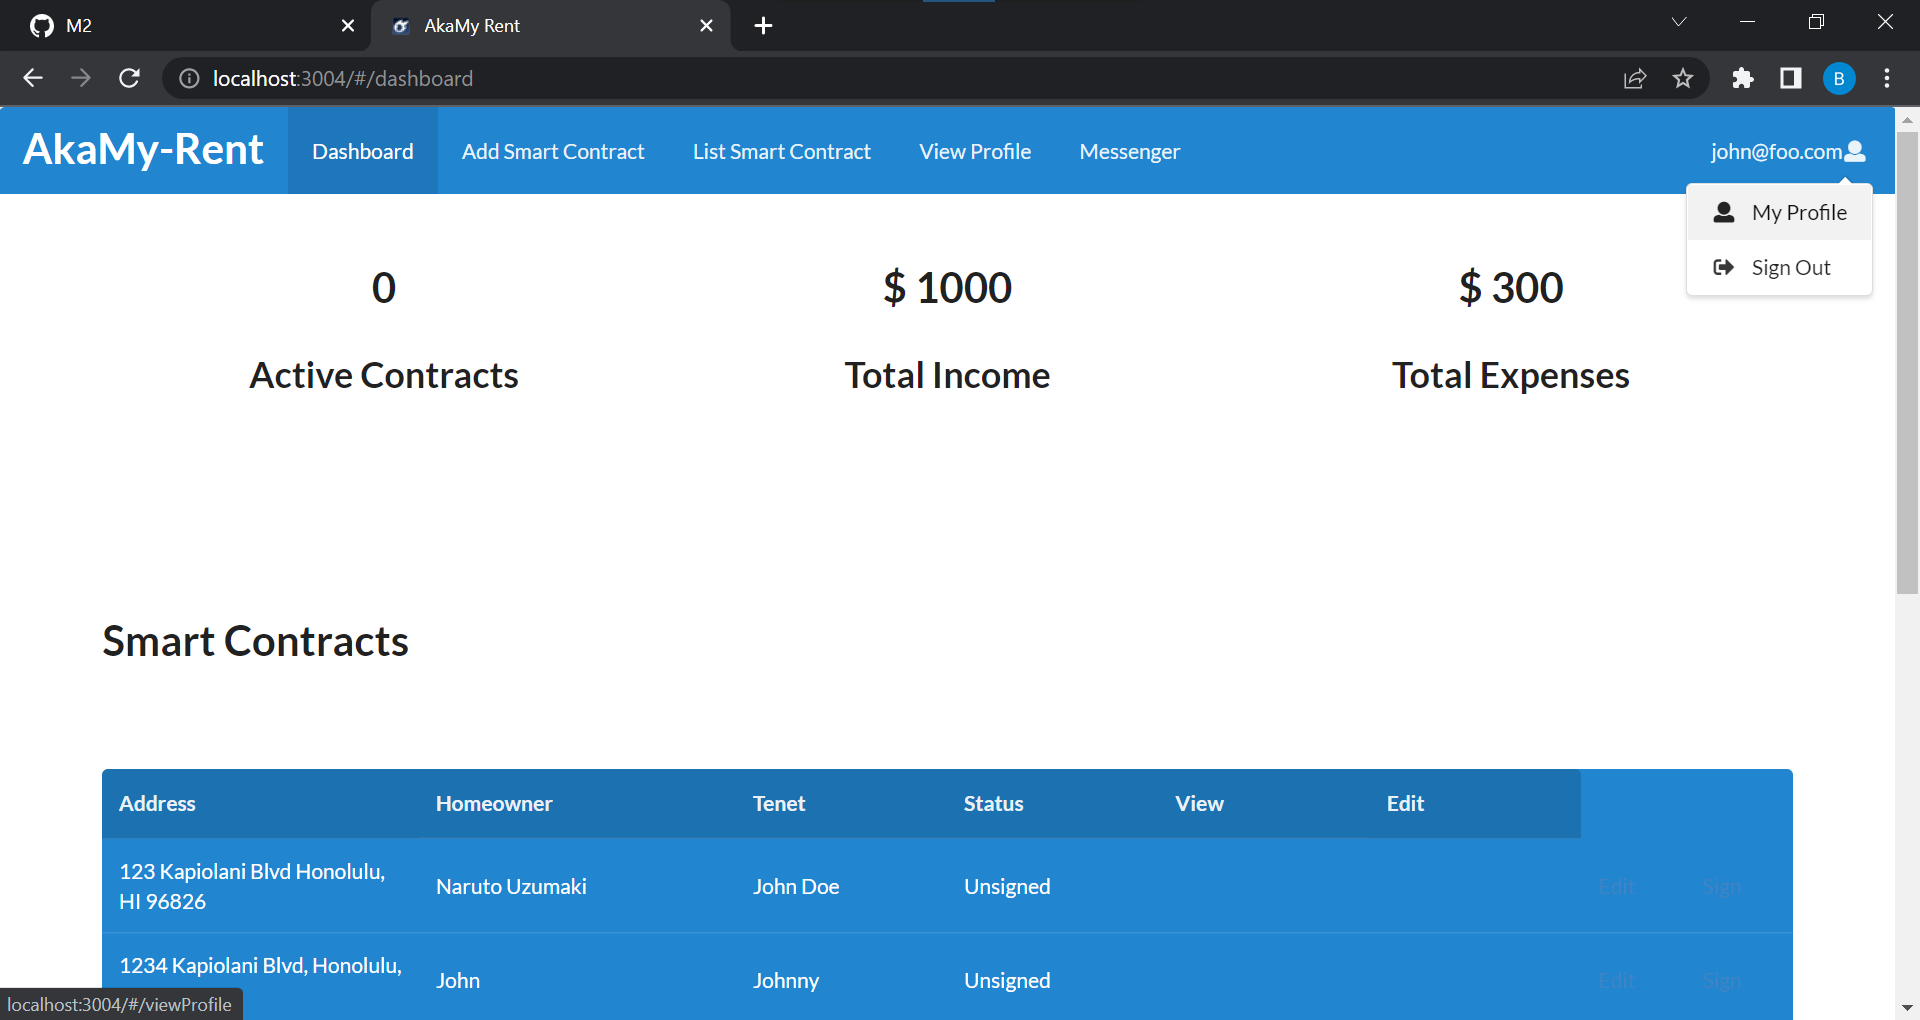 M2
AkaMy Rent
localhost:3004/#/dashboard
B
AkaMy-Rent
Dashboard
Add Smart Contract
List Smart Contract
View Profile
Messenger
john@foo.com
My Profile
Sign Out
0
$ 1000
$ 300
Active Contracts
Total Income
Total Expenses
Smart Contracts
Address
Homeowner
Tenet
Status
View
Edit
123 Kapiolani Blvd Honolulu,
HI 96826
Naruto Uzumaki
John Doe
Unsigned
Edit
Sign
1234 Kapiolani Blvd, Honolulu,
John
Johnny
Unsigned
Edit
Sign
localhost:3004/#/viewProfile